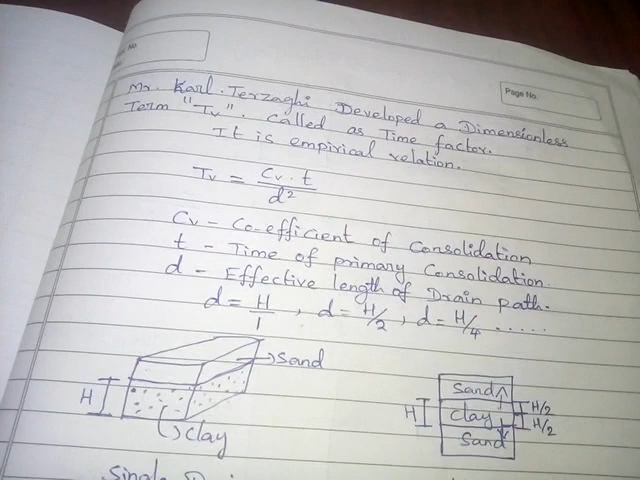 No
Page No.
Mr. Karl. Terzaghi Developed a Dimensionless
Term "Tv". Called as Time factor.
It is empirical relation.
Tv = Cv . t / d²
Cv - Co-efficient of Consolidation
t - Time of primary Consolidation.
d - Effective length of Drain path.
d = H/1 , d = H/2 , d = H/4 .....
Sand
H
clay
Sand
H
clay
H/2
H/2
Sand
Single